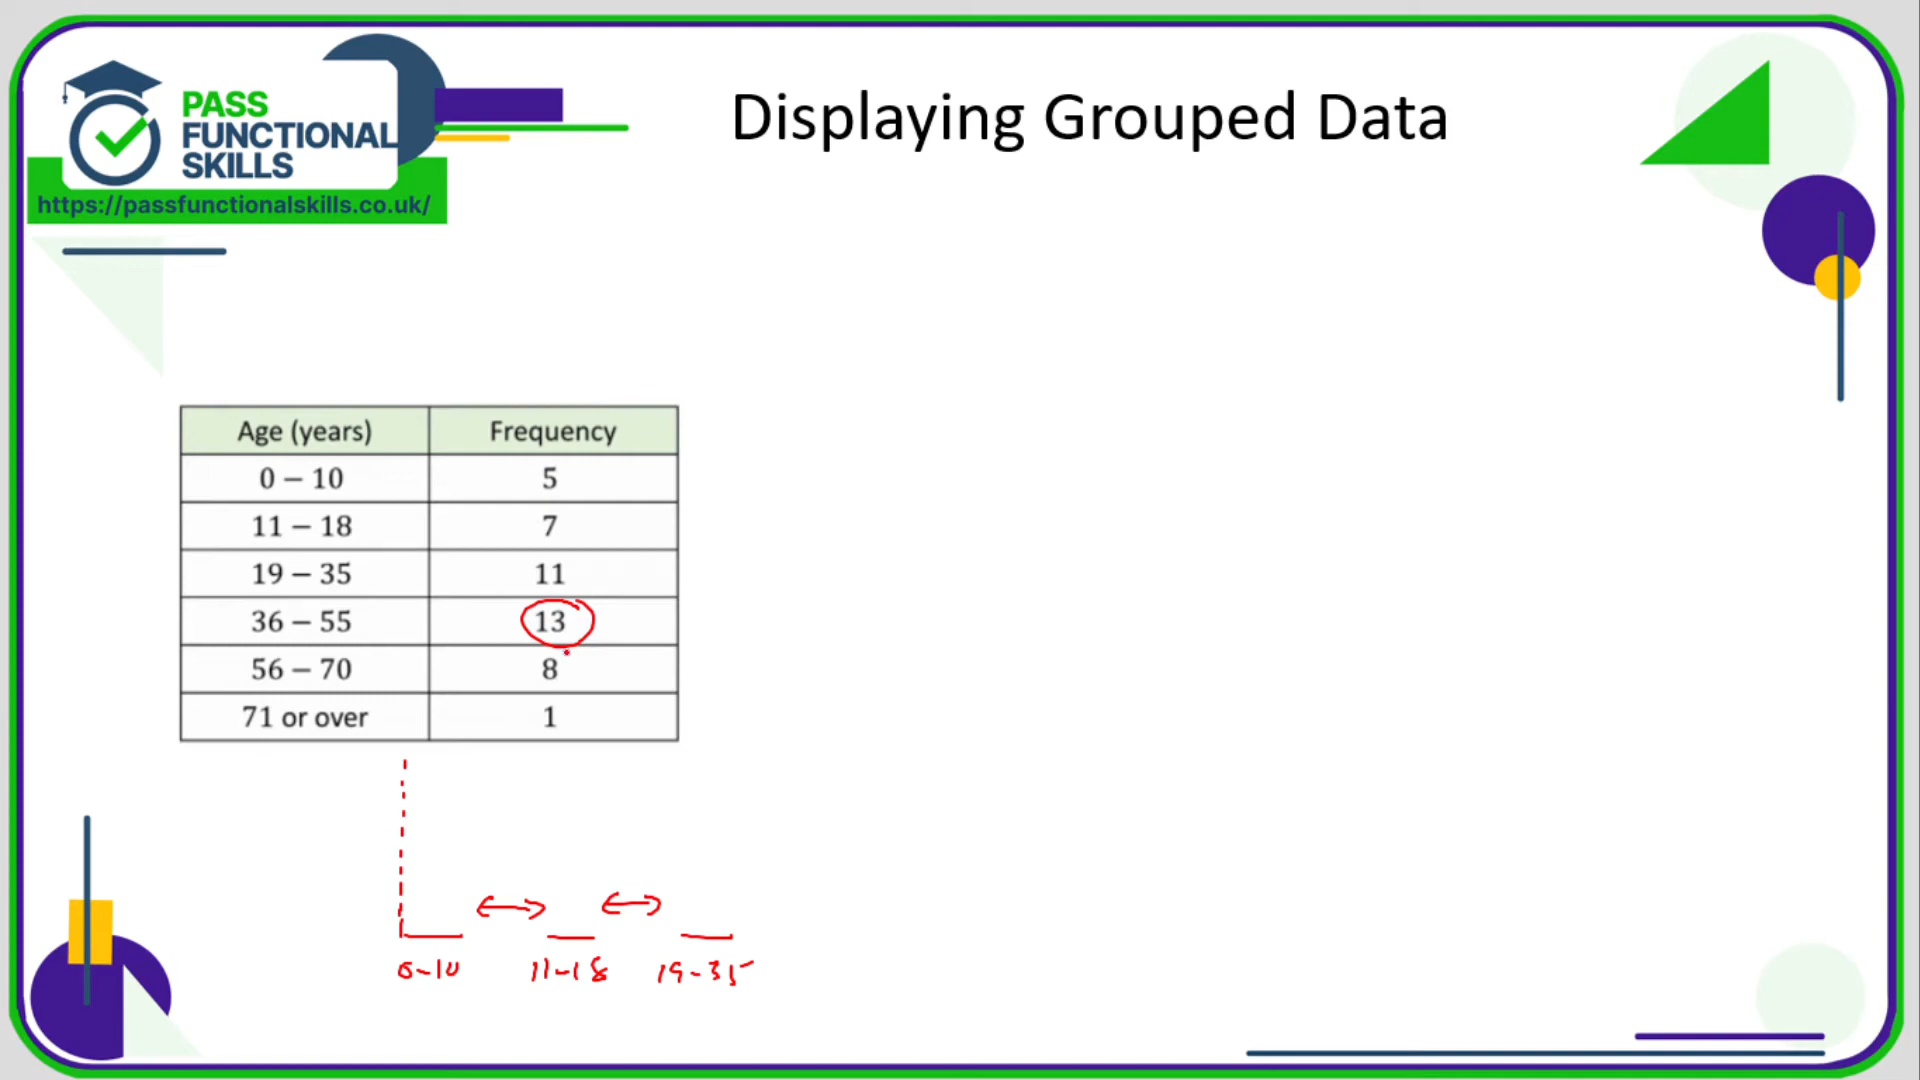 PASS
FUNCTIONAL
SKILLS
https://passfunctionalskills.co.uk/
Displaying Grouped Data
Age (years) Frequency
0 – 10 5
11 – 18 7
19 – 35 11
36 – 55 13
56 – 70 8
71 or over 1
0-10 11-18 19-35